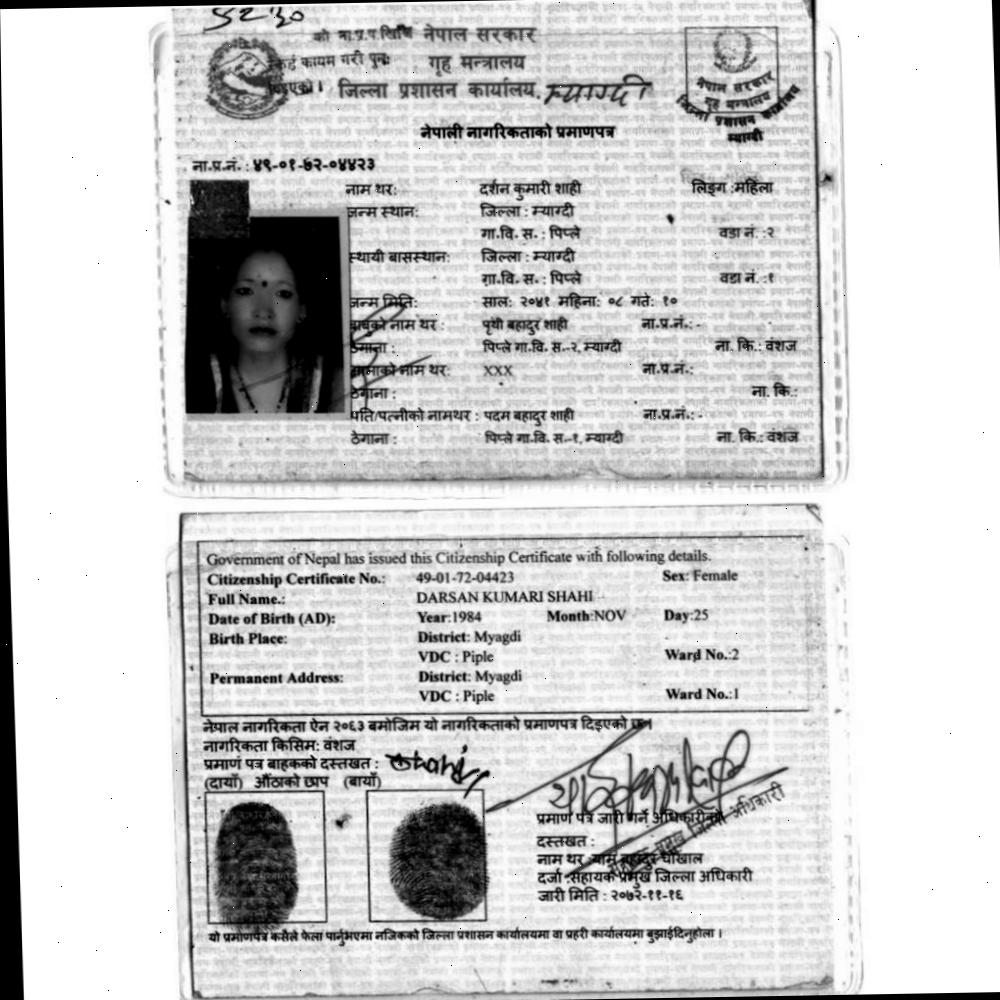 5230
को ना.प्र.प. मिति नेपाल सरकार
कायम गरी पुनः गृह मन्त्रालय
दिइएको। जिल्ला प्रशासन कार्यालय, म्याग्दी
नेपाल सरकार
गृह मन्त्रालय
जिल्ला प्रशासन कार्यालय
म्याग्दी
नेपाली नागरिकताको प्रमाणपत्र
ना.प्र.नं. : ४९-०१-७२-०४४२३
नाम थर: दर्शन कुमारी शाही लिङ्ग :महिला
जन्म स्थान: जिल्ला : म्याग्दी
गा.वि. स. : पिप्ले वडा नं. :२
स्थायी बासस्थान: जिल्ला : म्याग्दी
गा.वि. स. : पिप्ले वडा नं. :१
जन्म मिति: साल: २०४१ महिना: ०८ गते: १०
बाबुको नाम थर : पृथी बहादुर शाही ना.प्र.नं.: -
ठेगाना : पिप्ले गा.वि. स.-२, म्याग्दी ना. कि.: वंशज
आमाको नाम थर: XXX ना.प्र.नं.:
ठेगाना : ना. कि.:
पति/पत्नीको नामथर : पदम बहादुर शाही ना.प्र.नं.: -
ठेगाना : पिप्ले गा.वि. स.-१, म्याग्दी ना. कि.: वंशज
Government of Nepal has issued this Citizenship Certificate with following details.
Citizenship Certificate No.: 49-01-72-04423 Sex: Female
Full Name.: DARSAN KUMARI SHAHI
Date of Birth (AD): Year:1984 Month:NOV Day:25
Birth Place: District: Myagdi
VDC : Piple Ward No.:2
Permanent Address: District: Myagdi
VDC : Piple Ward No.:1
नेपाल नागरिकता ऐन २०६३ बमोजिम यो नागरिकताको प्रमाणपत्र दिइएको छ।
नागरिकता किसिम: वंशज
प्रमाण पत्र बाहकको दस्तखत :
(दायाँ) औंठाको छाप (बायाँ)
प्रमाण पत्र जारी गर्ने अधिकारीको
दस्तखत :
नाम थर : बहादुर चोखाल
दर्जा : सहायक प्रमुख जिल्ला अधिकारी
जारी मिति : २०७२-११-१६
सहायक प्रमुख जिल्ला अधिकारी
यो प्रमाणपत्र कसैले फेला पार्नुभएमा नजिकको जिल्ला प्रशासन कार्यालयमा वा प्रहरी कार्यालयमा बुझाईदिनुहोला ।